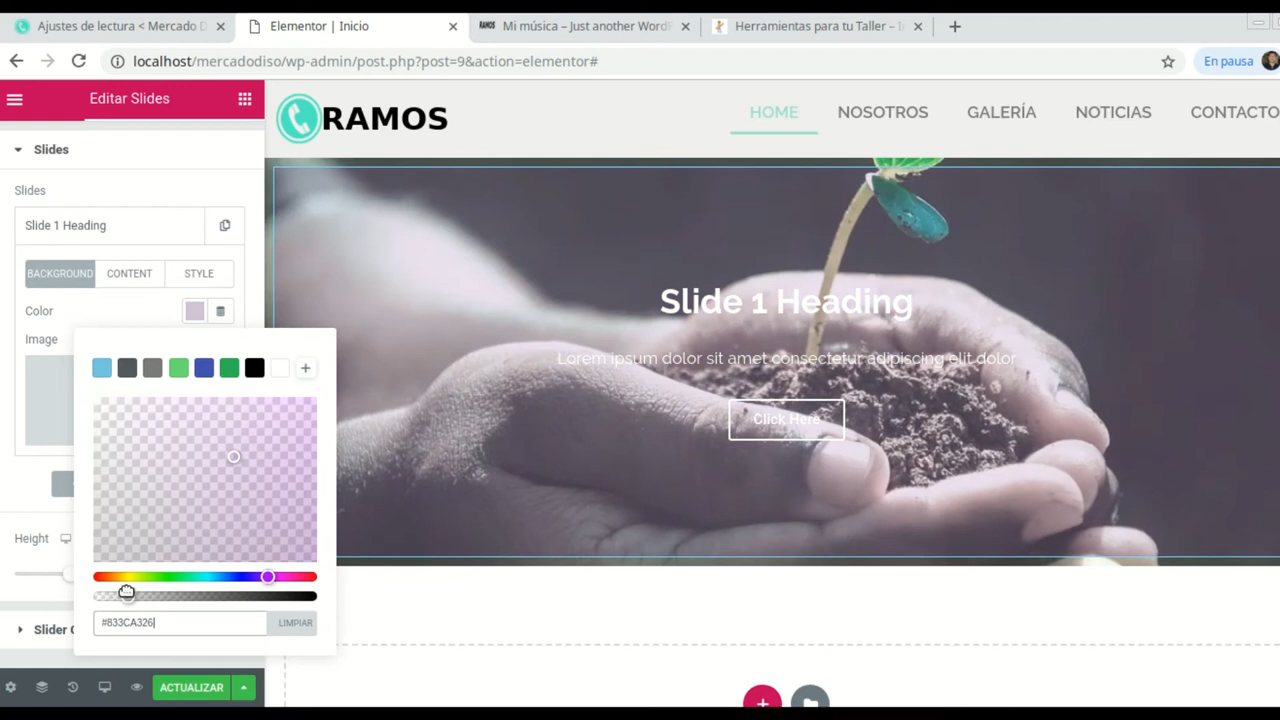 Ajustes de lectura < Mercado D
Elementor | Inicio
RAMOS
Mi música – Just another Word
Herramientas para tu Taller – I
localhost/mercadodiso/wp-admin/post.php?post=9&action=elementor#
En pausa
Editar Slides
RAMOS
HOME
NOSOTROS
GALERÍA
NOTICIAS
CONTACTO
Slides
Slides
Slide 1 Heading
BACKGROUND
CONTENT
STYLE
Color
Image
Slide 1 Heading
Lorem ipsum dolor sit amet consectetur adipiscing elit dolor
Click Here
Height
#833CA326
LIMPIAR
Slider
ACTUALIZAR